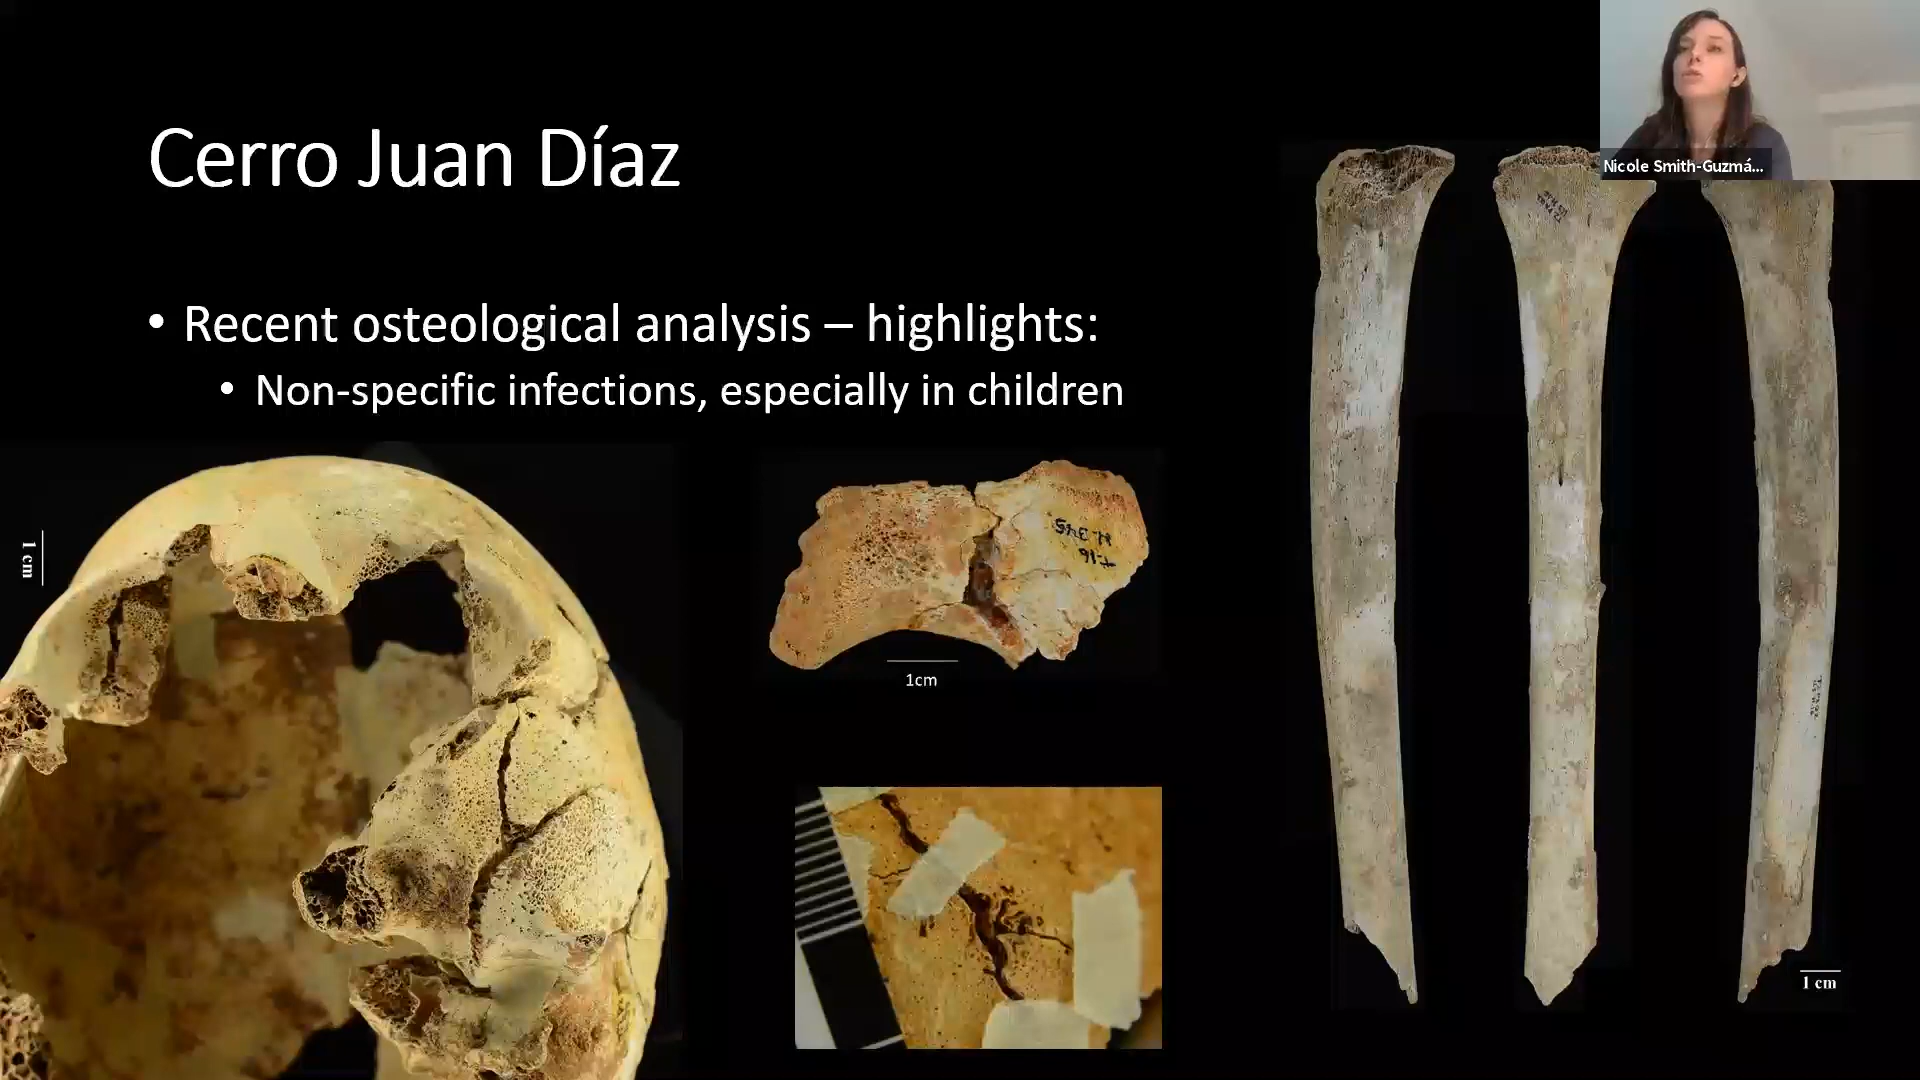 Cerro Juan Díaz
Nicole Smith-Guzmá...
• Recent osteological analysis – highlights:
• Non-specific infections, especially in children
1 cm
1cm
1 cm